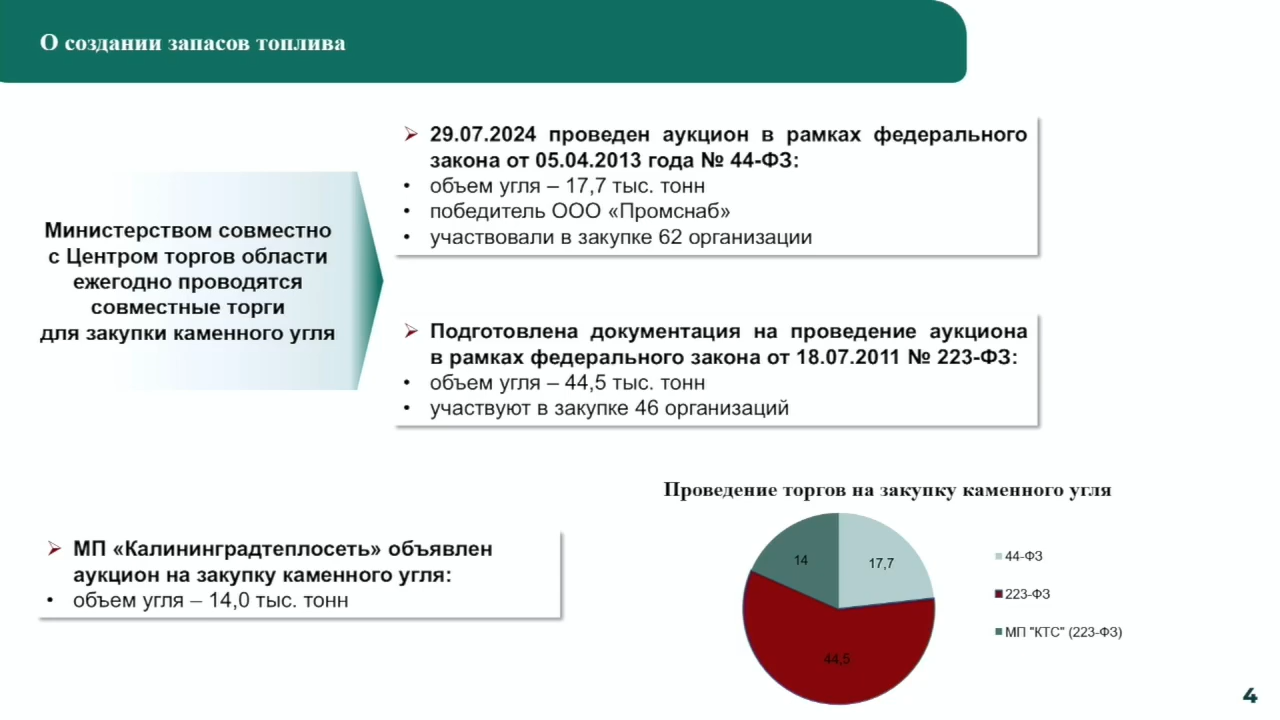 О создании запасов топлива
Министерством совместно
с Центром торгов области
ежегодно проводятся
совместные торги
для закупки каменного угля
➢ 29.07.2024 проведен аукцион в рамках федерального
закона от 05.04.2013 года № 44-ФЗ:
• объем угля – 17,7 тыс. тонн
• победитель ООО «Промснаб»
• участвовали в закупке 62 организации
➢ Подготовлена документация на проведение аукциона
в рамках федерального закона от 18.07.2011 № 223-ФЗ:
• объем угля – 44,5 тыс. тонн
• участвуют в закупке 46 организаций
➢ МП «Калининградтеплосеть» объявлен
аукцион на закупку каменного угля:
• объем угля – 14,0 тыс. тонн
Проведение торгов на закупку каменного угля
14
17,7
44,5
44-ФЗ
223-ФЗ
МП "КТС" (223-ФЗ)
4